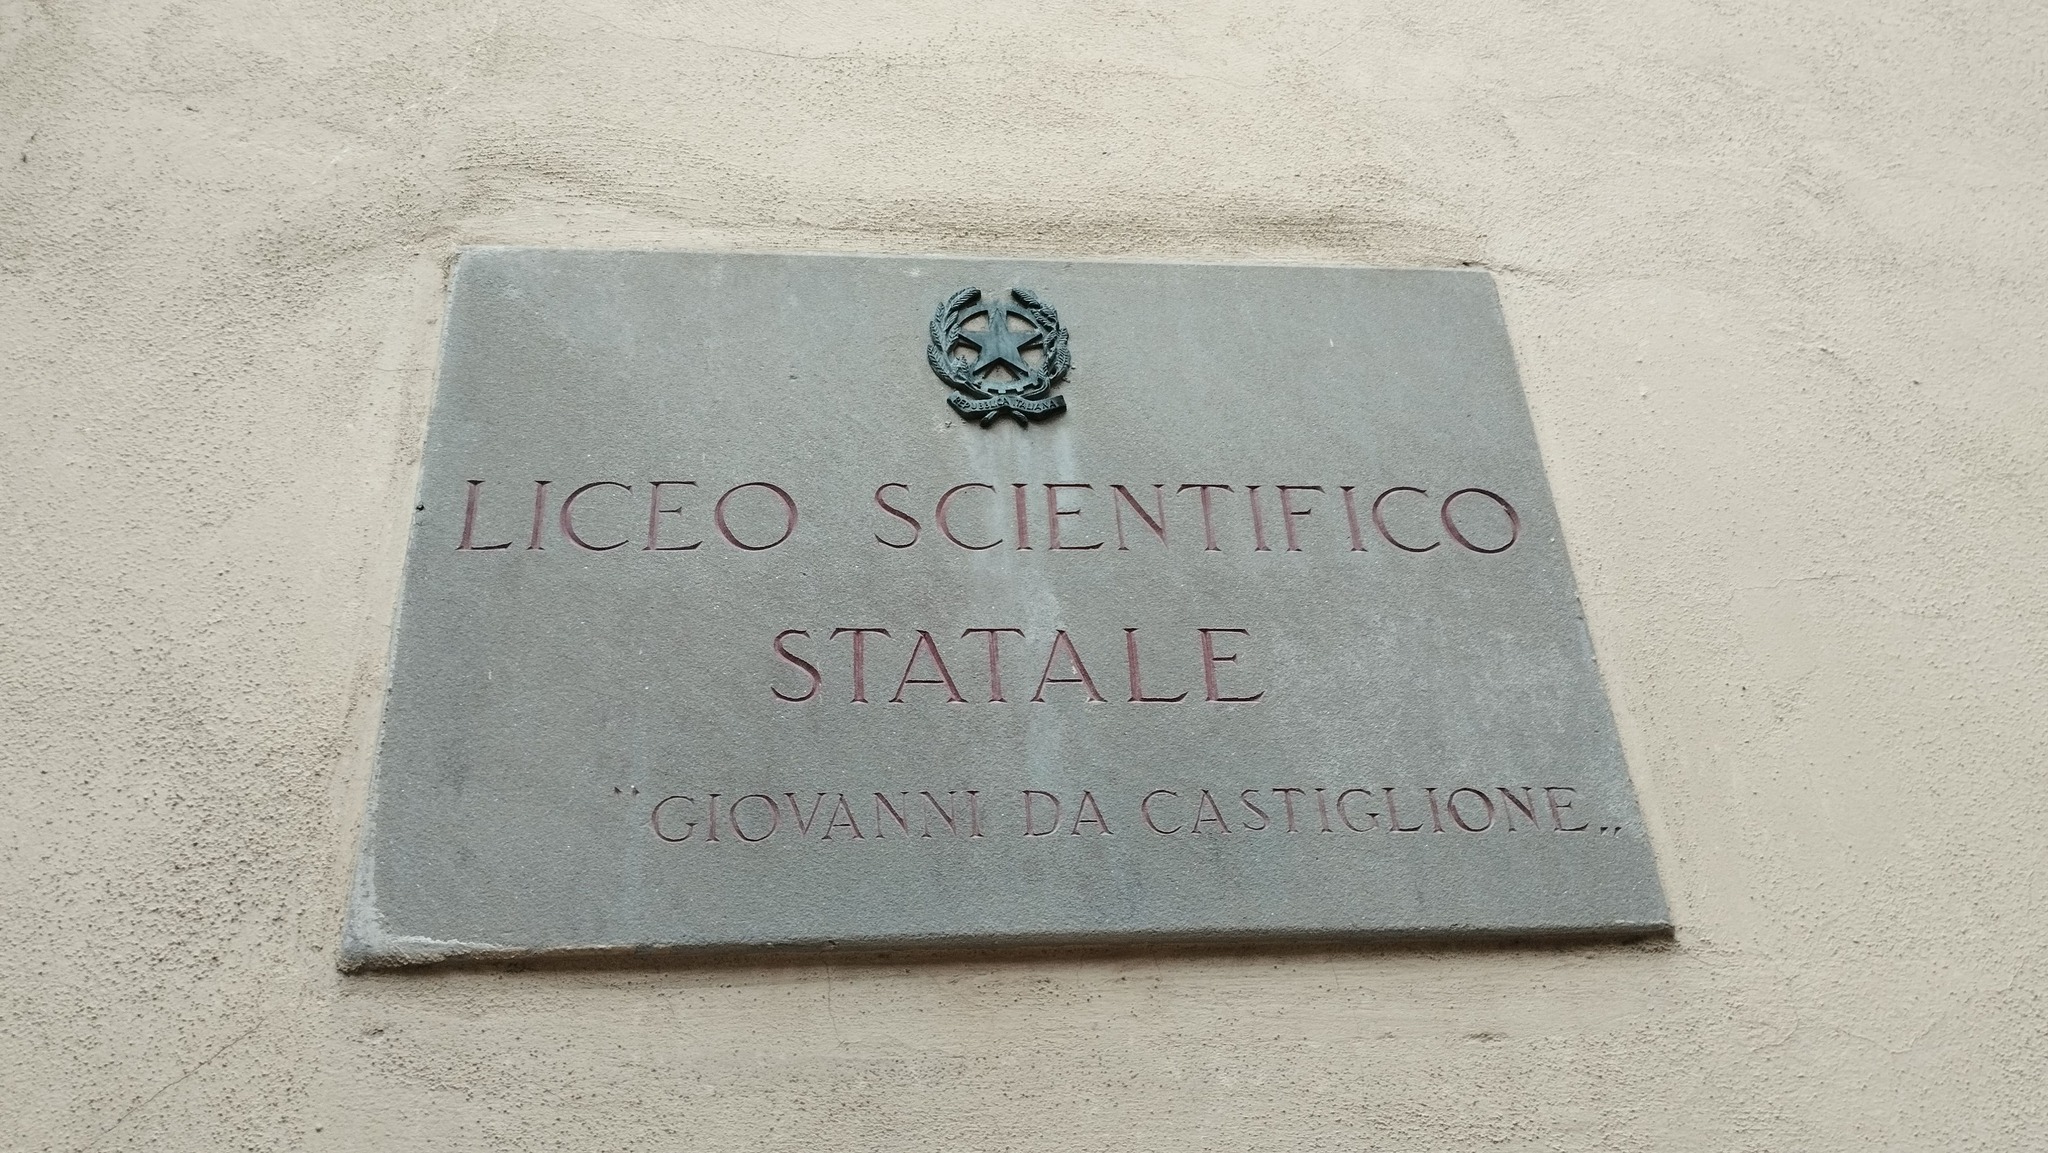 REPUBBLICA ITALIANA
LICEO SCIENTIFICO
STATALE
"GIOVANNI DA CASTIGLIONE„